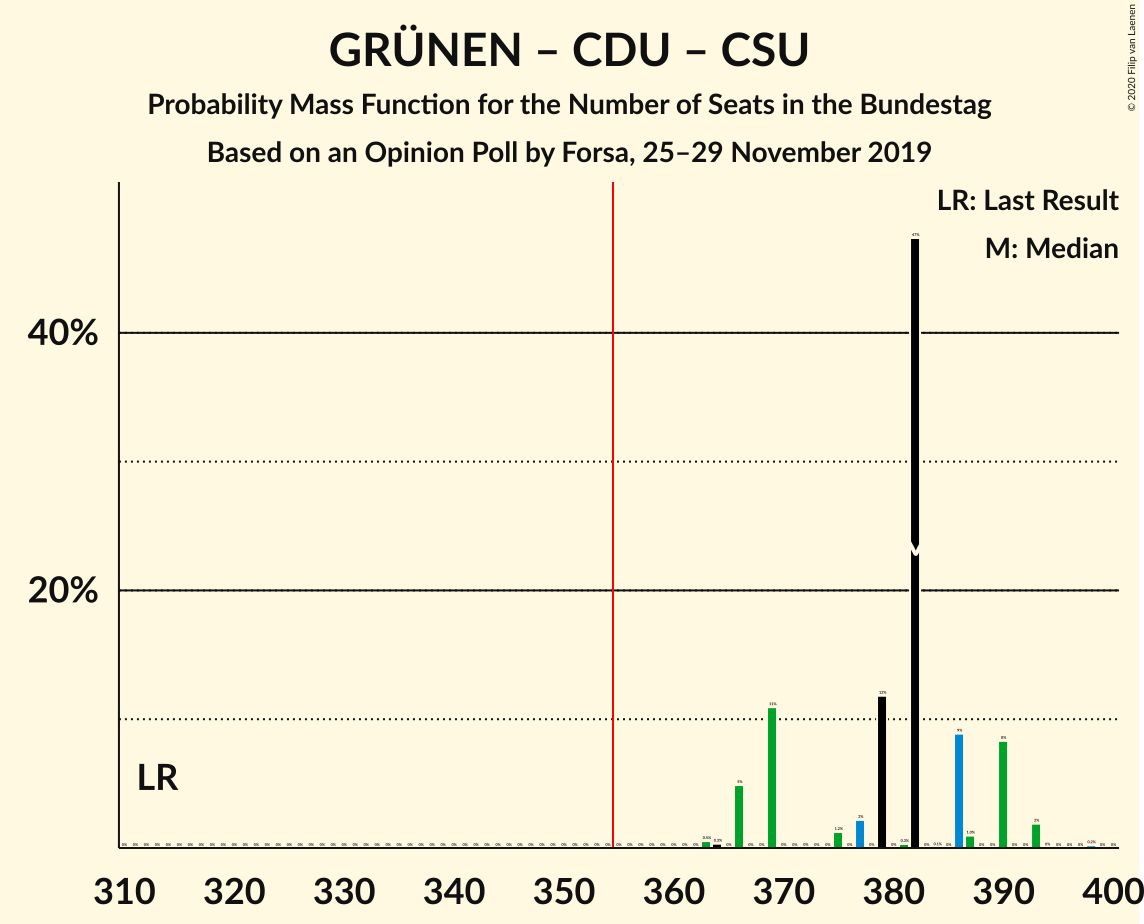 GRÜNEN – CDU – CSU
Probability Mass Function for the Number of Seats in the Bundestag
Based on an Opinion Poll by Forsa, 25–29 November 2019
© 2020 Filip van Laenen
LR: Last Result
M: Median
40%
20%
LR
M
310 320 330 340 350 360 370 380 390 400